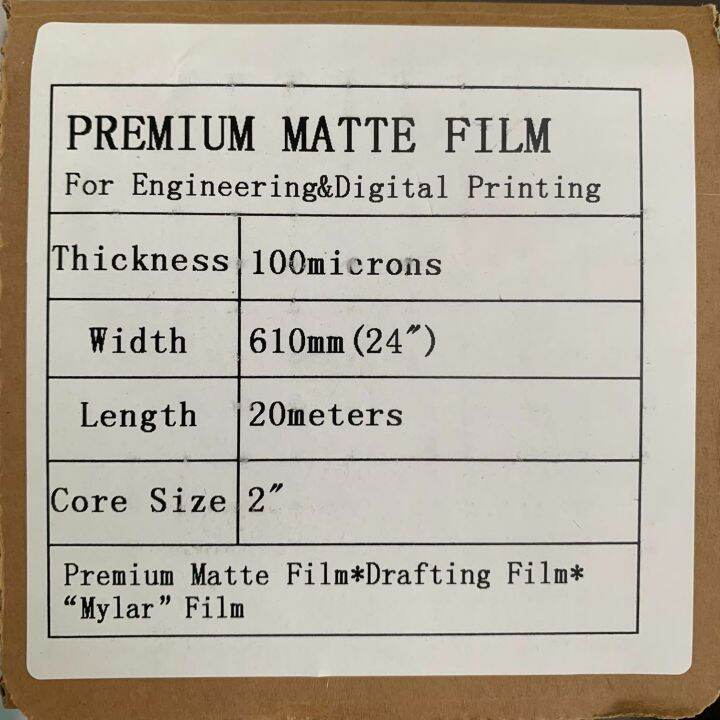 PREMIUM MATTE FILM
For Engineering&Digital Printing
Thickness 100microns
Width 610mm(24″)
Length 20meters
Core Size 2″
Premium Matte Film*Drafting Film*
“Mylar” Film